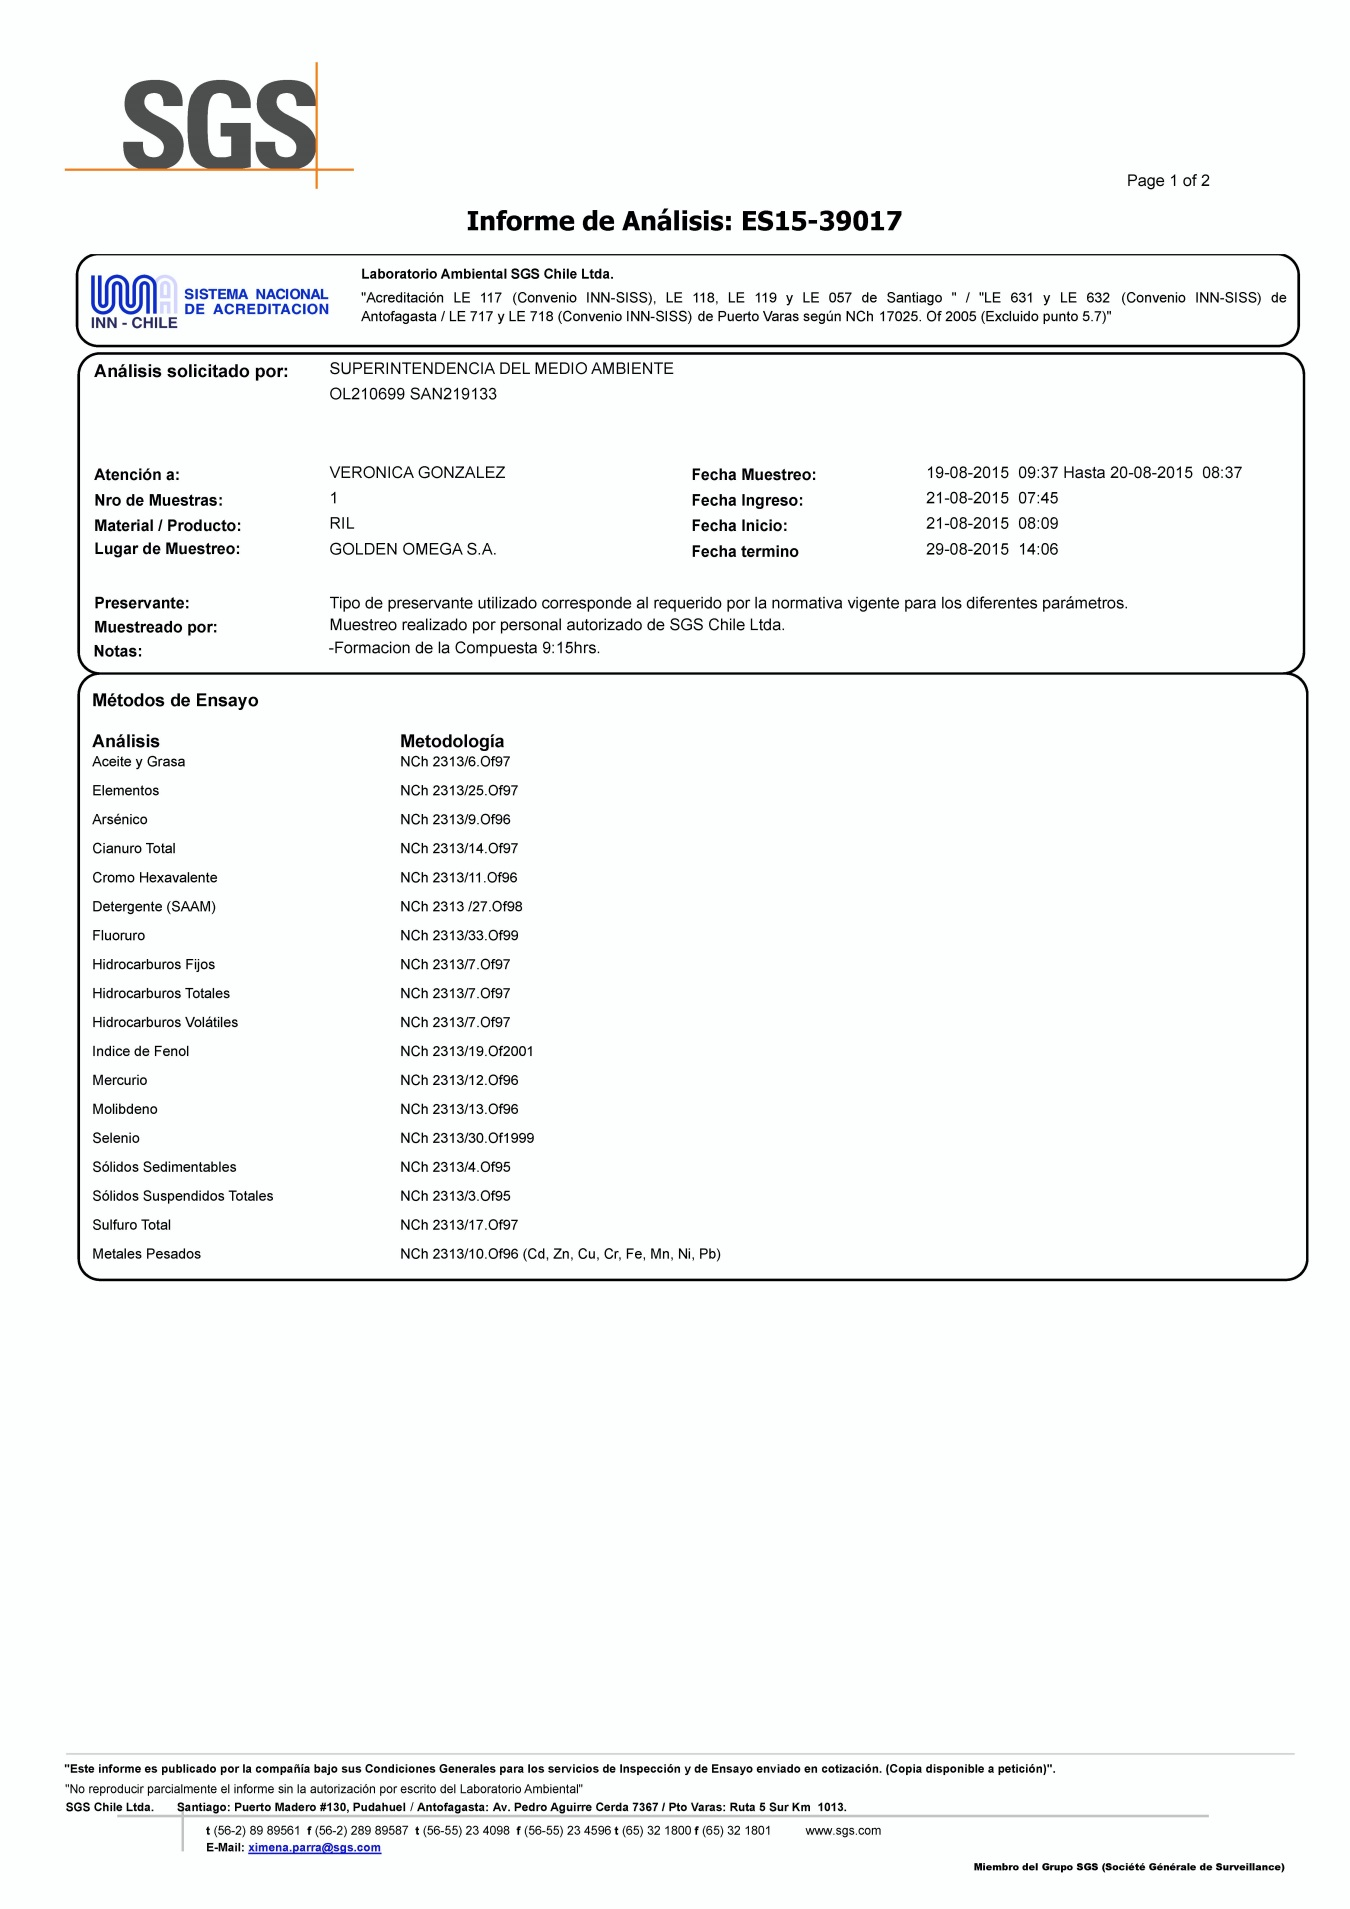 SGS
Page 1 of 2
Informe de Análisis: ES15-39017
INN - CHILE
SISTEMA NACIONAL
DE ACREDITACION
Laboratorio Ambiental SGS Chile Ltda.
"Acreditación LE 117 (Convenio INN-SISS), LE 118, LE 119 y LE 057 de Santiago " / "LE 631 y LE 632 (Convenio INN-SISS) de
Antofagasta / LE 717 y LE 718 (Convenio INN-SISS) de Puerto Varas según NCh 17025. Of 2005 (Excluido punto 5.7)"
Análisis solicitado por: SUPERINTENDENCIA DEL MEDIO AMBIENTE
OL210699 SAN219133
Atención a: VERONICA GONZALEZ Fecha Muestreo: 19-08-2015 09:37 Hasta 20-08-2015 08:37
Nro de Muestras: 1 Fecha Ingreso: 21-08-2015 07:45
Material / Producto: RIL Fecha Inicio: 21-08-2015 08:09
Lugar de Muestreo: GOLDEN OMEGA S.A. Fecha termino 29-08-2015 14:06
Preservante: Tipo de preservante utilizado corresponde al requerido por la normativa vigente para los diferentes parámetros.
Muestreado por: Muestreo realizado por personal autorizado de SGS Chile Ltda.
Notas: -Formacion de la Compuesta 9:15hrs.
Métodos de Ensayo
Análisis Metodología
Aceite y Grasa NCh 2313/6.Of97
Elementos NCh 2313/25.Of97
Arsénico NCh 2313/9.Of96
Cianuro Total NCh 2313/14.Of97
Cromo Hexavalente NCh 2313/11.Of96
Detergente (SAAM) NCh 2313 /27.Of98
Fluoruro NCh 2313/33.Of99
Hidrocarburos Fijos NCh 2313/7.Of97
Hidrocarburos Totales NCh 2313/7.Of97
Hidrocarburos Volátiles NCh 2313/7.Of97
Indice de Fenol NCh 2313/19.Of2001
Mercurio NCh 2313/12.Of96
Molibdeno NCh 2313/13.Of96
Selenio NCh 2313/30.Of1999
Sólidos Sedimentables NCh 2313/4.Of95
Sólidos Suspendidos Totales NCh 2313/3.Of95
Sulfuro Total NCh 2313/17.Of97
Metales Pesados NCh 2313/10.Of96 (Cd, Zn, Cu, Cr, Fe, Mn, Ni, Pb)
"Este informe es publicado por la compañía bajo sus Condiciones Generales para los servicios de Inspección y de Ensayo enviado en cotización. (Copia disponible a petición)".
"No reproducir parcialmente el informe sin la autorización por escrito del Laboratorio Ambiental"
SGS Chile Ltda. Santiago: Puerto Madero #130, Pudahuel / Antofagasta: Av. Pedro Aguirre Cerda 7367 / Pto Varas: Ruta 5 Sur Km 1013.
t (56-2) 89 89561 f (56-2) 289 89587 t (56-55) 23 4098 f (56-55) 23 4596 t (65) 32 1800 f (65) 32 1801 www.sgs.com
E-Mail: ximena.parra@sgs.com
Miembro del Grupo SGS (Société Générale de Surveillance)